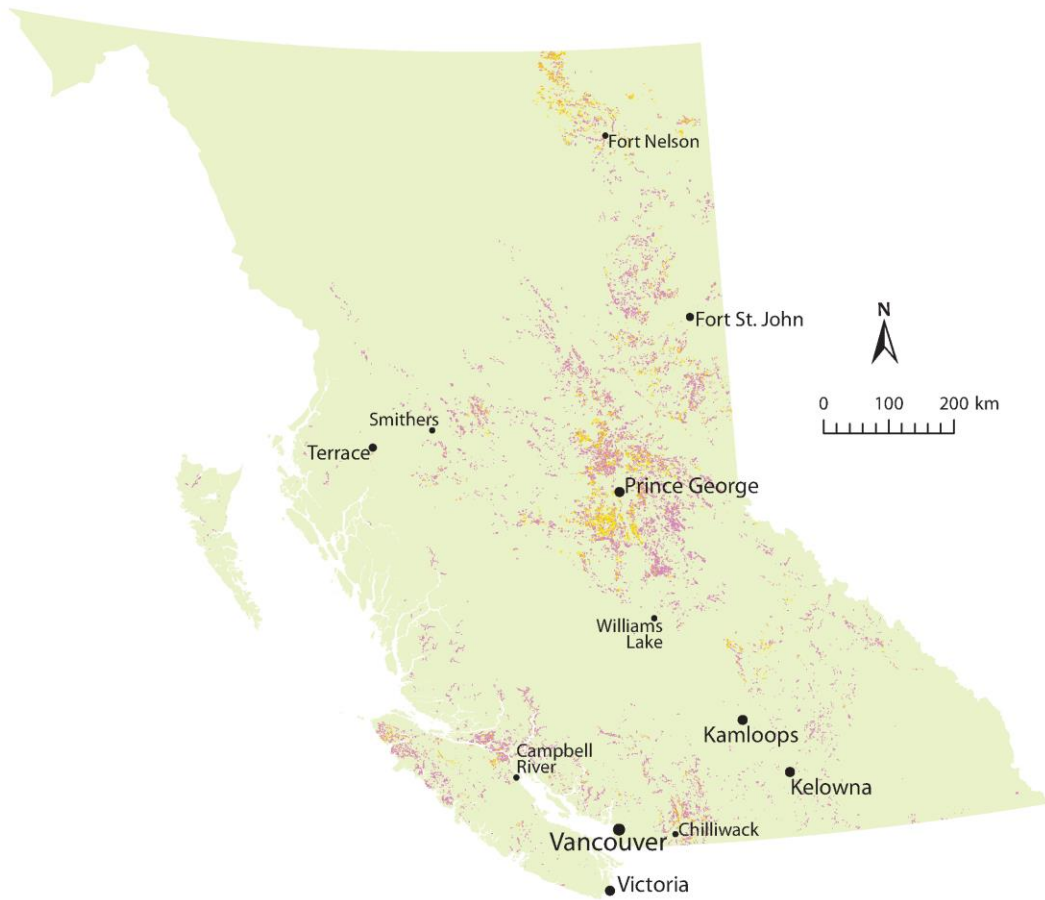 Fort Nelson
N
Fort St. John
0 100 200 km
Smithers
Terrace
Prince George
Williams
Lake
Kamloops
Campbell
River
Kelowna
Chilliwack
Vancouver
Victoria